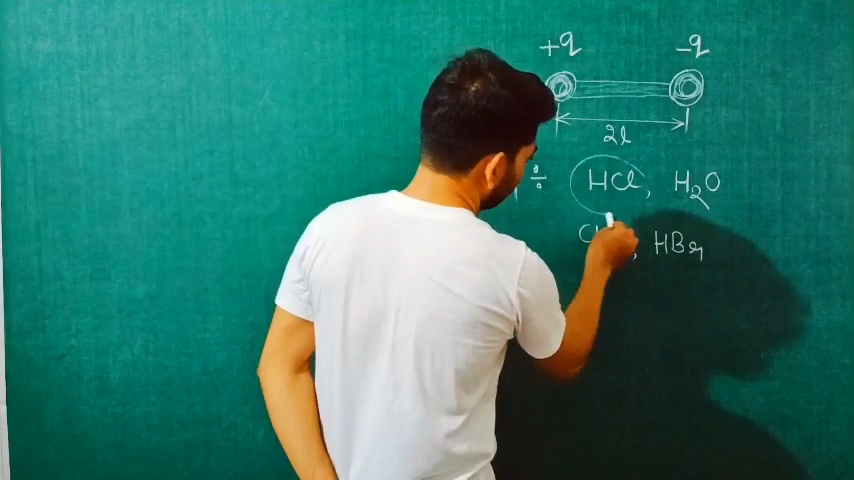 +q -q
2l
HCl, H₂O
, HBr